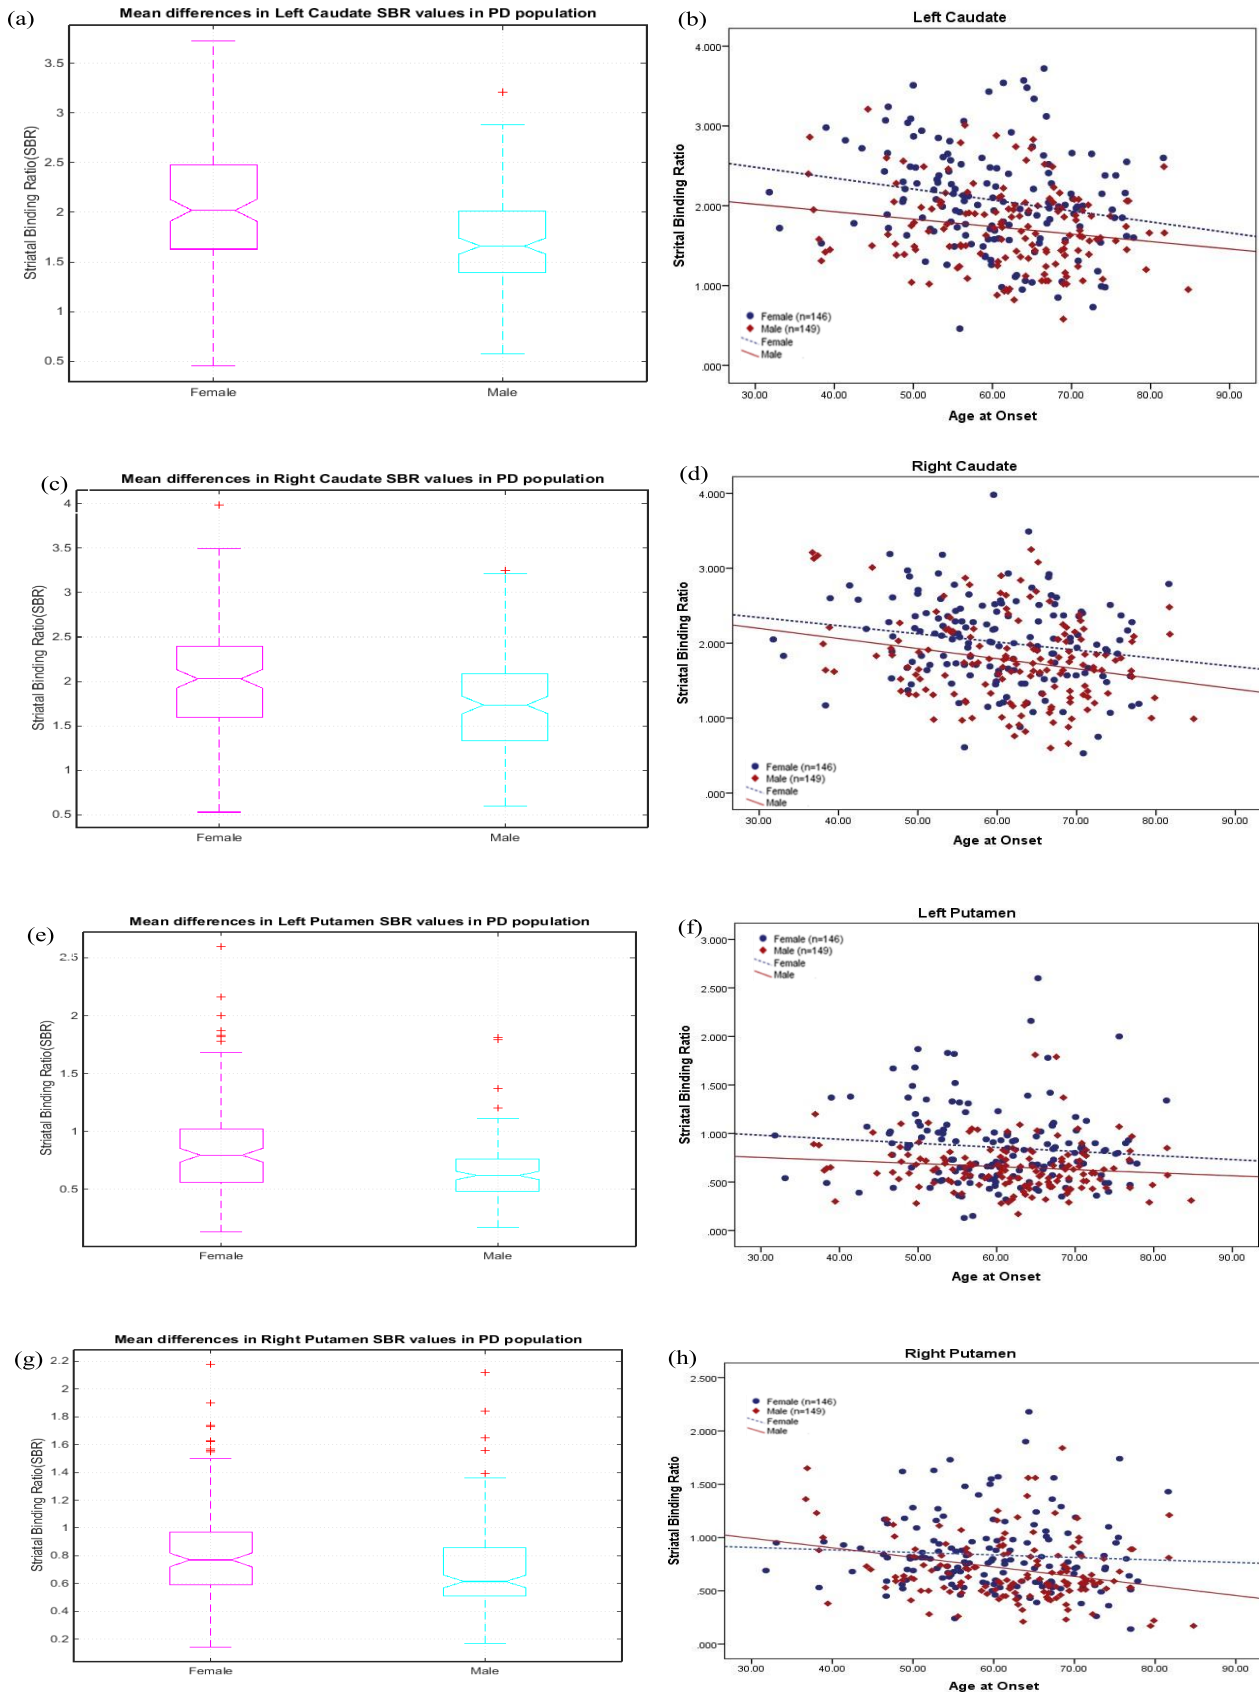 (a)
Mean differences in Left Caudate SBR values in PD population
Striatal Binding Ratio(SBR)
3.5
3
2.5
2
1.5
1
0.5
Female
Male
(b)
Left Caudate
Strital Binding Ratio
4.000
3.000
2.000
1.000
.000
Female (n=146)
Male (n=149)
Female
Male
30.00 40.00 50.00 60.00 70.00 80.00 90.00
Age at Onset
(c)
Mean differences in Right Caudate SBR values in PD population
Striatal Binding Ratio(SBR)
4
3.5
3
2.5
2
1.5
1
0.5
Female
Male
(d)
Right Caudate
Striatal Binding Ratio
4.000
3.000
2.000
1.000
.000
Female (n=146)
Male (n=149)
Female
Male
30.00 40.00 50.00 60.00 70.00 80.00 90.00
Age at Onset
(e)
Mean differences in Left Putamen SBR values in PD population
Striatal Binding Ratio(SBR)
2.5
2
1.5
1
0.5
Female
Male
(f)
Left Putamen
Striatal Binding Ratio
3.000
2.500
2.000
1.500
1.000
.500
.000
Female (n=146)
Male (n=149)
Female
Male
30.00 40.00 50.00 60.00 70.00 80.00 90.00
Age at Onset
(g)
Mean differences in Right Putamen SBR values in PD population
Striatal Binding Ratio(SBR)
2.2
2
1.8
1.6
1.4
1.2
1
0.8
0.6
0.4
0.2
Female
Male
(h)
Right Putamen
Striatal Binding Ratio
2.500
2.000
1.500
1.000
.500
.000
Female (n=146)
Male (n=149)
Female
Male
30.00 40.00 50.00 60.00 70.00 80.00 90.00
Age at Onset